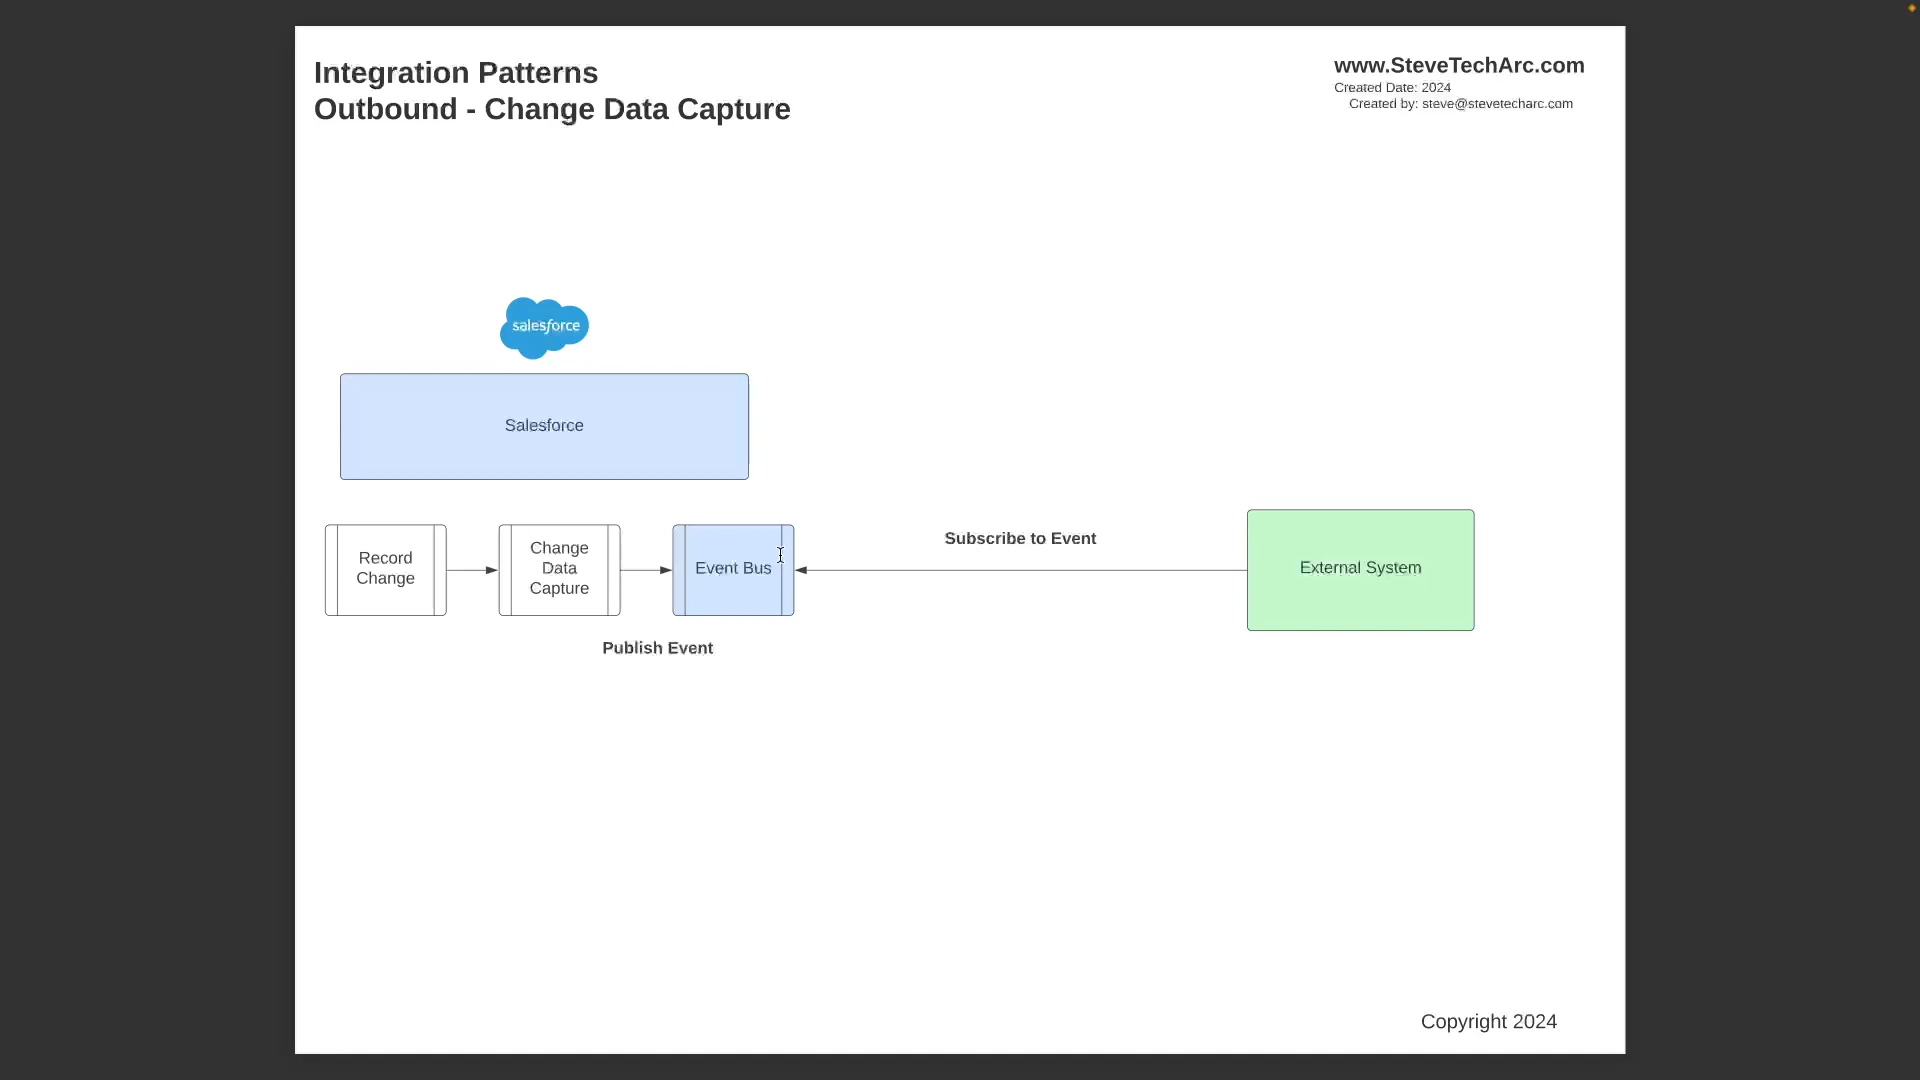 Integration Patterns
Outbound - Change Data Capture
www.SteveTechArc.com
Created Date: 2024
Created by: steve@stevetecharc.com
salesforce
Salesforce
Record
Change
Change
Data
Capture
Event Bus
Subscribe to Event
External System
Publish Event
Copyright 2024